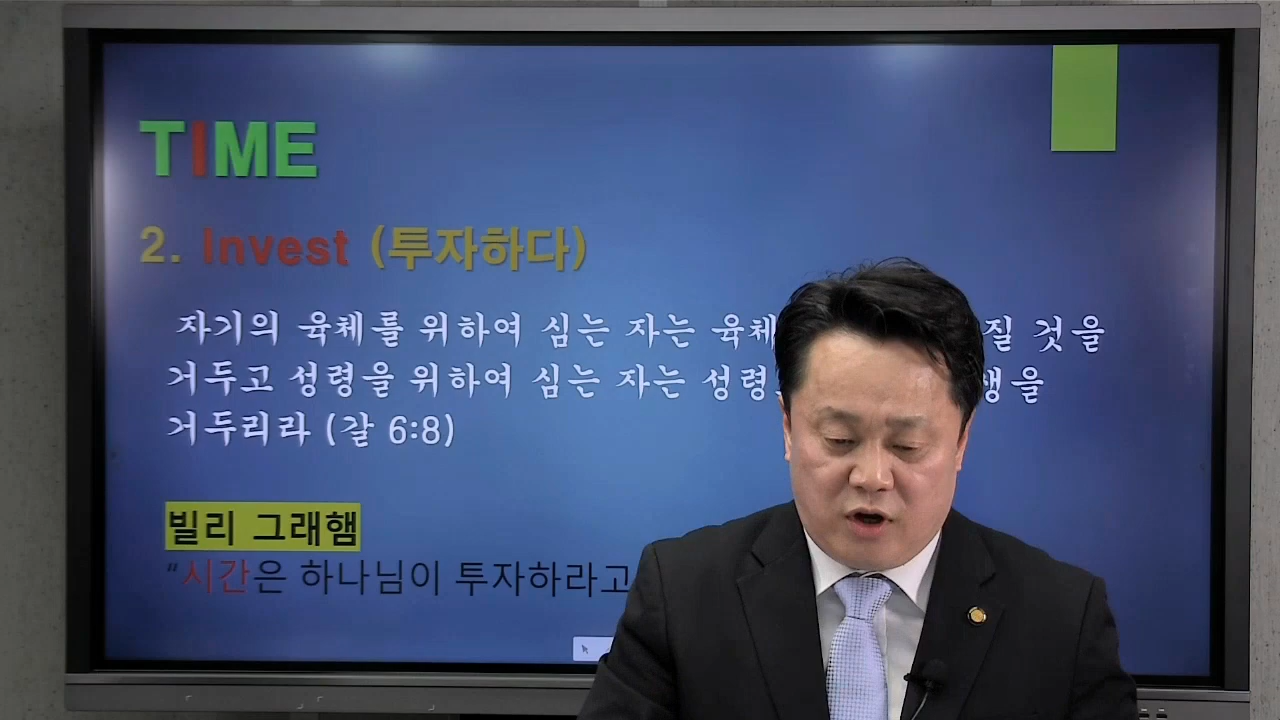 TIME
2. Invest (투자하다)
자기의 육체를 위하여 심는 자는 육체 질 것을
거두고 성령을 위하여 심는 자는 성령 생을
거두리라 (갈 6:8)
빌리 그래햄
“시간은 하나님이 투자하라고